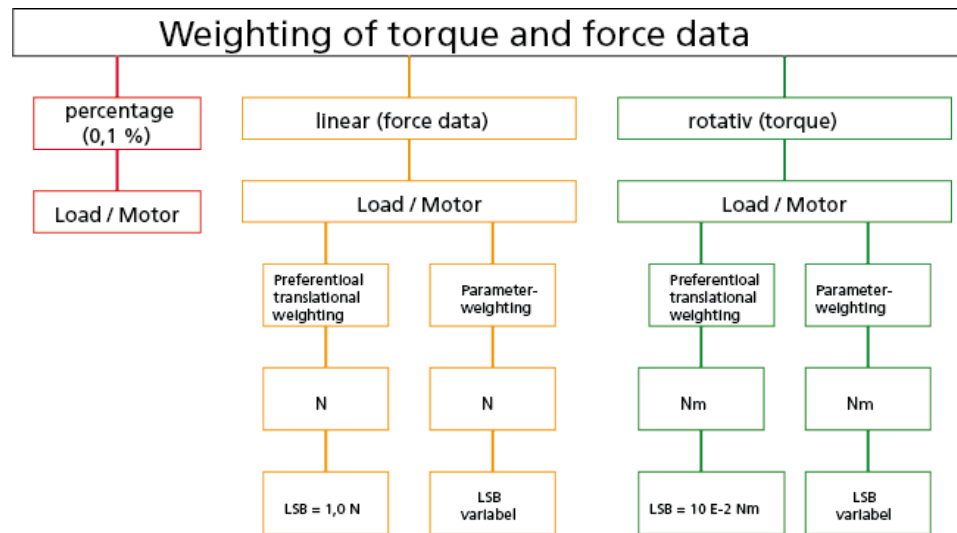 Weighting of torque and force data
percentage
(0,1 %)
linear (force data)
rotativ (torque)
Load / Motor
Load / Motor
Load / Motor
Preferentioal
translational
weighting
Parameter-
weighting
Preferentioal
translational
weighting
Parameter-
weighting
N
N
Nm
Nm
LSB = 1,0 N
LSB
variabel
LSB = 10 E-2 Nm
LSB
variabel